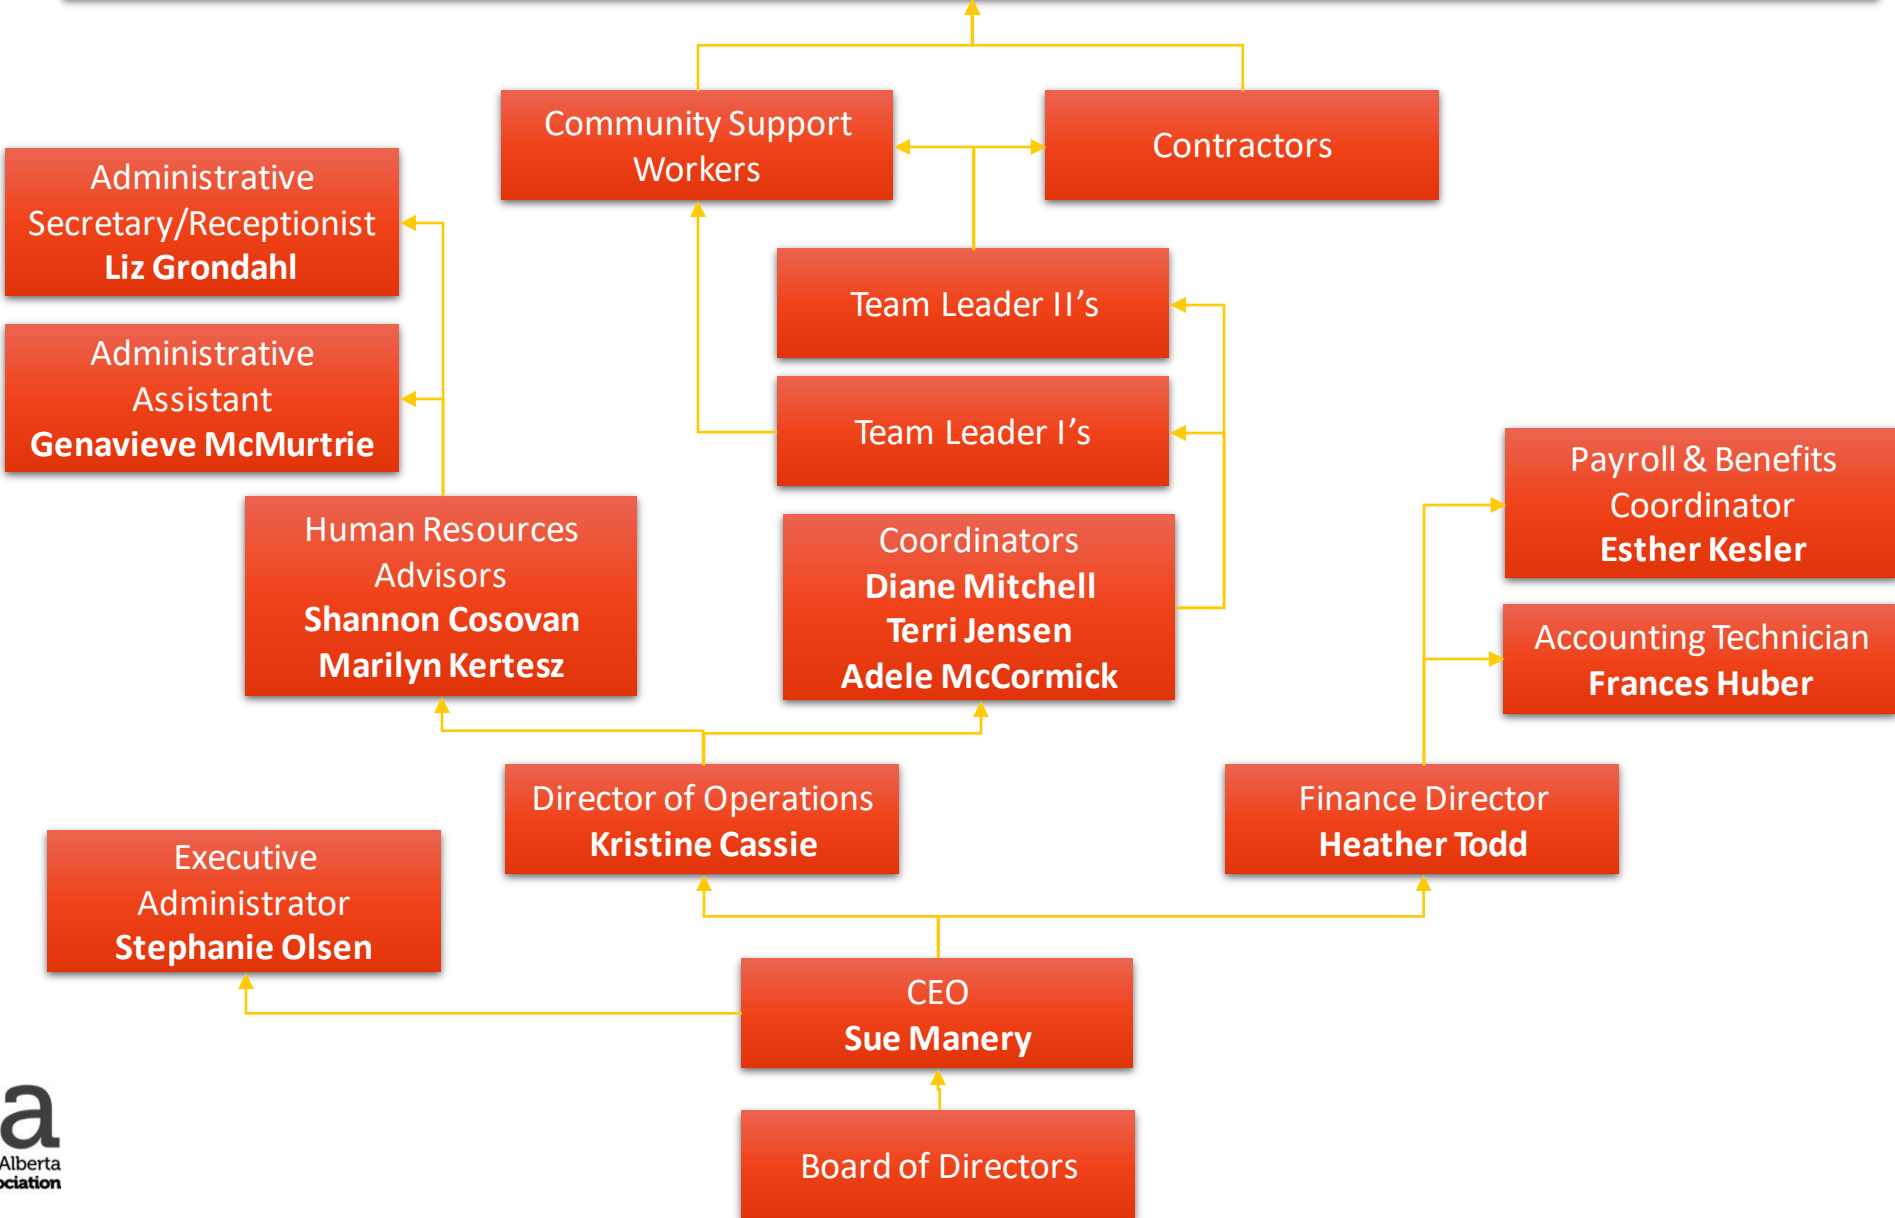 Community Support
Workers
Contractors
Administrative
Secretary/Receptionist
Liz Grondahl
Team Leader II’s
Administrative
Assistant
Genavieve McMurtrie
Team Leader I’s
Payroll & Benefits
Coordinator
Esther Kesler
Human Resources
Advisors
Shannon Cosovan
Marilyn Kertesz
Coordinators
Diane Mitchell
Terri Jensen
Adele McCormick
Accounting Technician
Frances Huber
Director of Operations
Kristine Cassie
Finance Director
Heather Todd
Executive
Administrator
Stephanie Olsen
CEO
Sue Manery
Board of Directors
a
Alberta